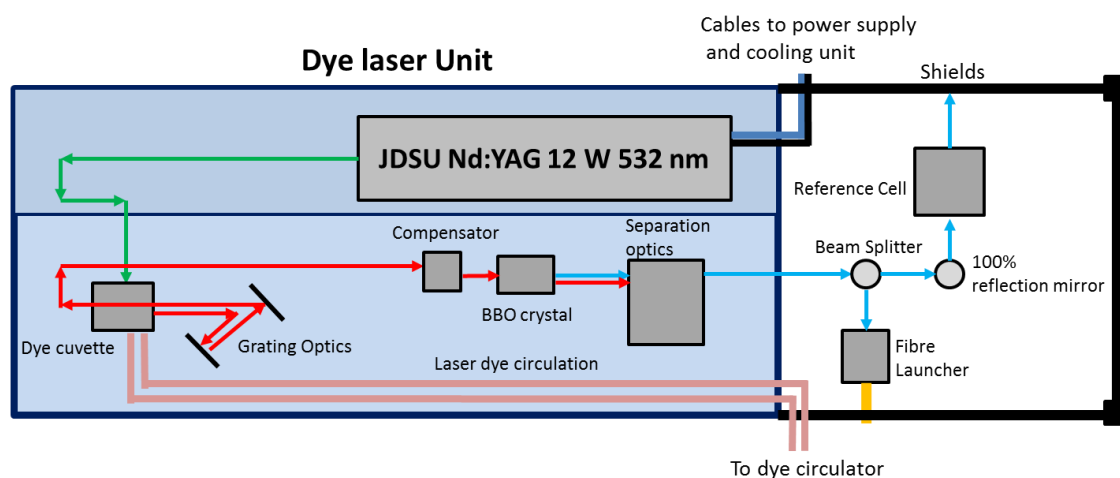 Cables to power supply
and cooling unit
Dye laser Unit
Shields
JDSU Nd:YAG 12 W 532 nm
Reference Cell
Compensator
Separation
optics
Beam Splitter
100%
reflection mirror
BBO crystal
Dye cuvette
Grating Optics
Fibre
Launcher
Laser dye circulation
To dye circulator